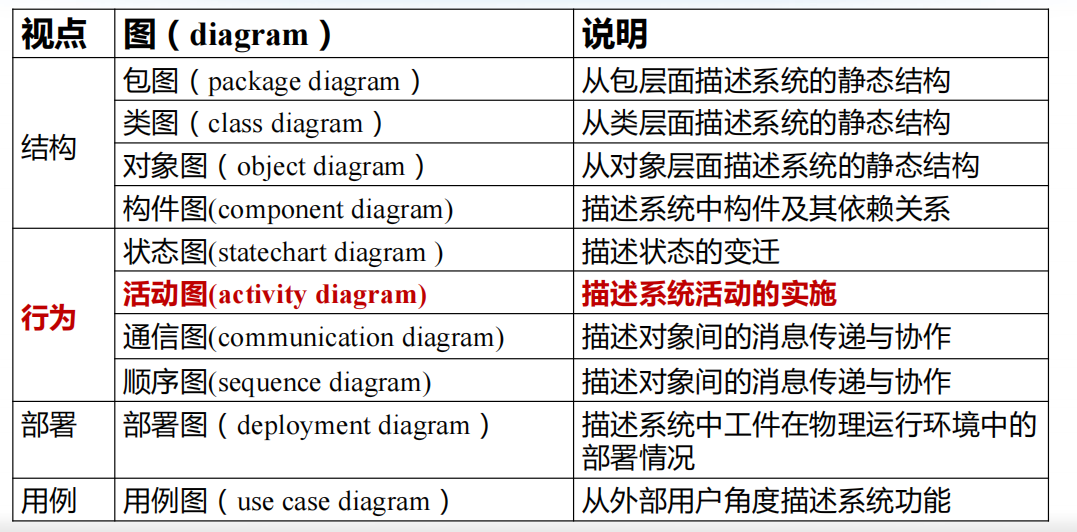 视点 图（diagram） 说明
结构 包图（package diagram） 从包层面描述系统的静态结构
类图（class diagram） 从类层面描述系统的静态结构
对象图（object diagram） 从对象层面描述系统的静态结构
构件图(component diagram) 描述系统中构件及其依赖关系
行为 状态图(statechart diagram ) 描述状态的变迁
活动图(activity diagram) 描述系统活动的实施
通信图(communication diagram) 描述对象间的消息传递与协作
顺序图(sequence diagram) 描述对象间的消息传递与协作
部署 部署图（deployment diagram） 描述系统中工件在物理运行环境中的
部署情况
用例 用例图（use case diagram） 从外部用户角度描述系统功能